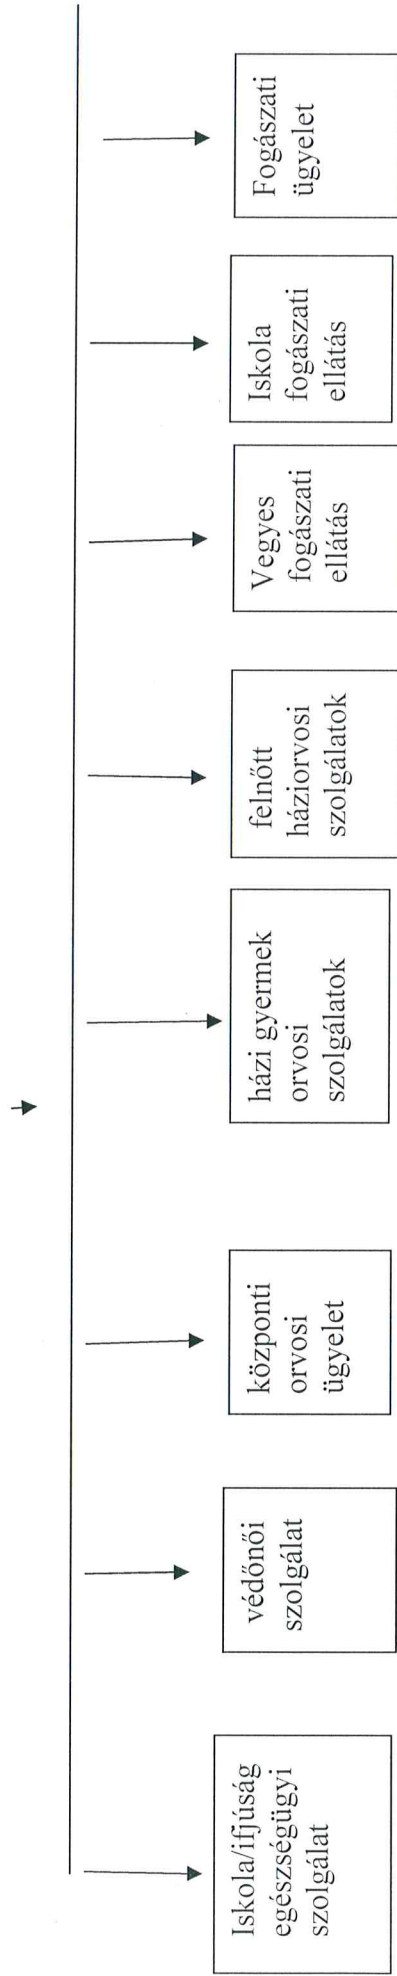 Iskola/ifjúság
egészségügyi
szolgálat
védőnői
szolgálat
központi
orvosi
ügyelet
házi gyermek
orvosi
szolgálatok
felnőtt
háziorvosi
szolgálatok
Vegyes
fogászati
ellátás
Iskola
fogászati
ellátás
Fogászati
ügyelet